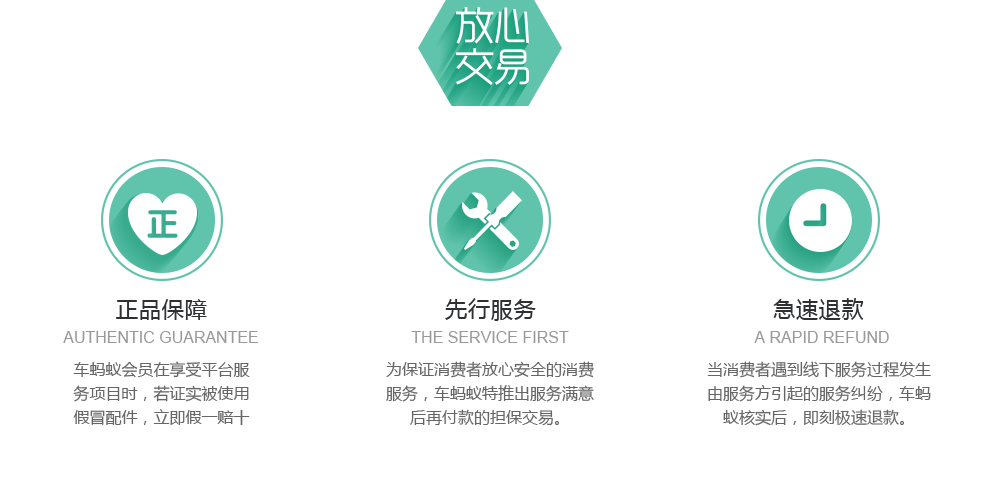 放心
交易
正
正品保障
AUTHENTIC GUARANTEE
车蚂蚁会员在享受平台服
务项目时，若证实被使用
假冒配件，立即假一赔十
先行服务
THE SERVICE FIRST
为保证消费者放心安全的消费
服务，车蚂蚁特推出服务满意
后再付款的担保交易。
急速退款
A RAPID REFUND
当消费者遇到线下服务过程发生
由服务方引起的服务纠纷，车蚂
蚁核实后，即刻极速退款。